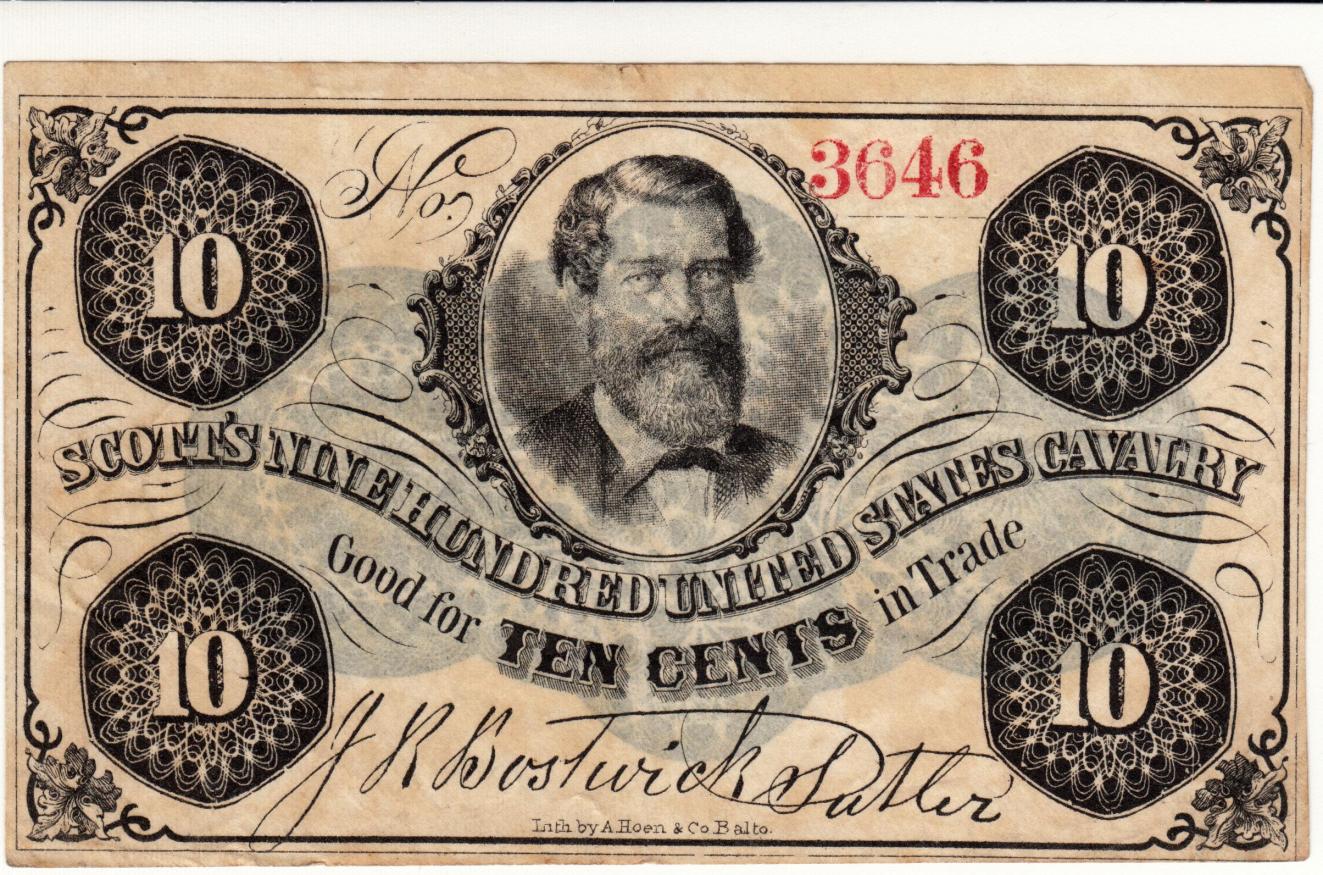 No. 3646
10 10
SCOTT'S NINE HUNDRED UNITED STATES CAVALRY
Good for TEN CENTS in Trade
10 10
J R Bostwick Sutler
Lith by A. Hoen & Co. Balto.